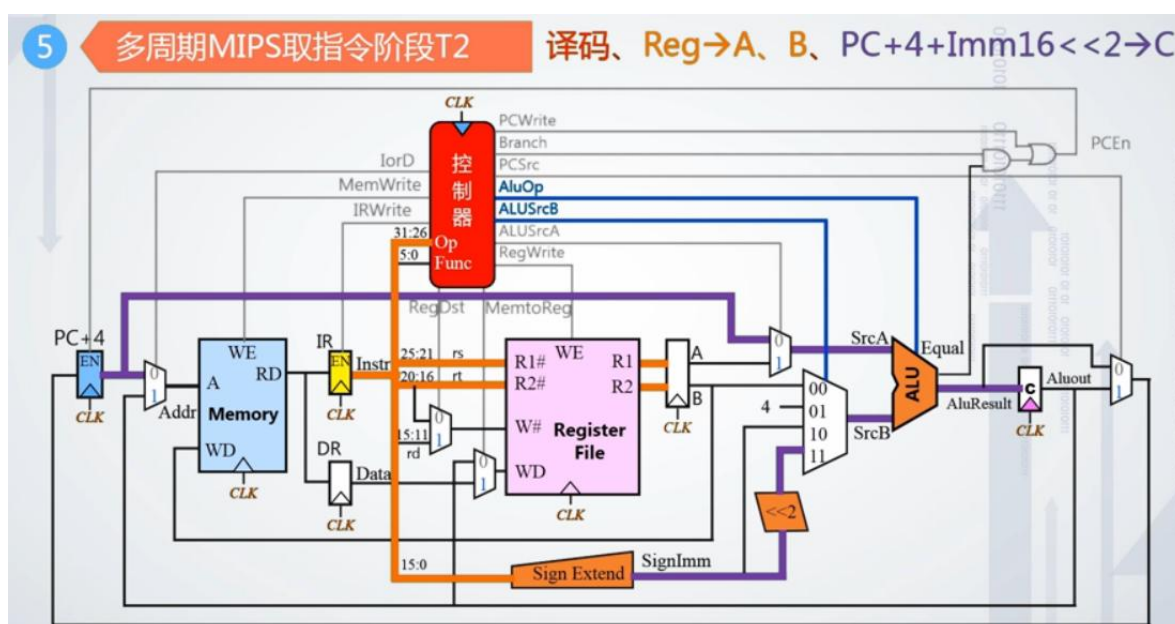 5 多周期MIPS取指令阶段T2 译码、Reg→A、B、PC+4+Imm16<<2→C
CLK
PCWrite
Branch
PCEn
IorD
控制器
PCSrc
MemWrite
AluOp
IRWrite
ALUSrcB
31:26
Op
ALUSrcA
5:0
Func
RegWrite
RegDst
MemtoReg
PC+4
EN
CLK
0
1
Addr
WE
A
RD
Memory
WD
CLK
IR
EN
Instr
CLK
DR
Data
CLK
25:21 rs
20:16 rt
0
1
15:11
rd
0
1
WE
R1#
R1
R2#
R2
W#
Register
File
WD
CLK
A
B
CLK
0
1
SrcA
4
00
01
10
11
SrcB
<<2
15:0
Sign Extend
SignImm
Equal
ALU
AluResult
C
CLK
Aluout
0
1